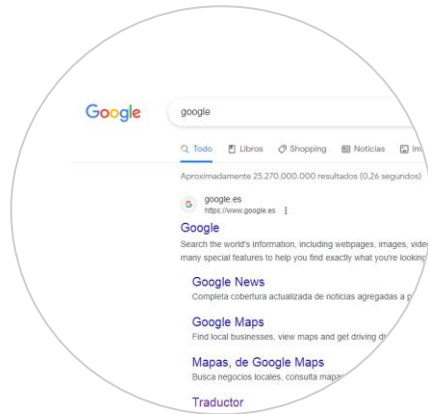 Google
google
Todo Libros Shopping Noticias
Aproximadamente 25.270.000.000 resultados (0,26 segundos)
google.es
https://www.google.es
Google
Search the world's information, including webpages, images,
many special features to help you find exactly what you're looking
Google News
Completa cobertura actualizada de noticias agregadas a
Google Maps
Find local businesses, view maps and get driving
Mapas, de Google Maps
Busca negocios locales, consulta
Traductor